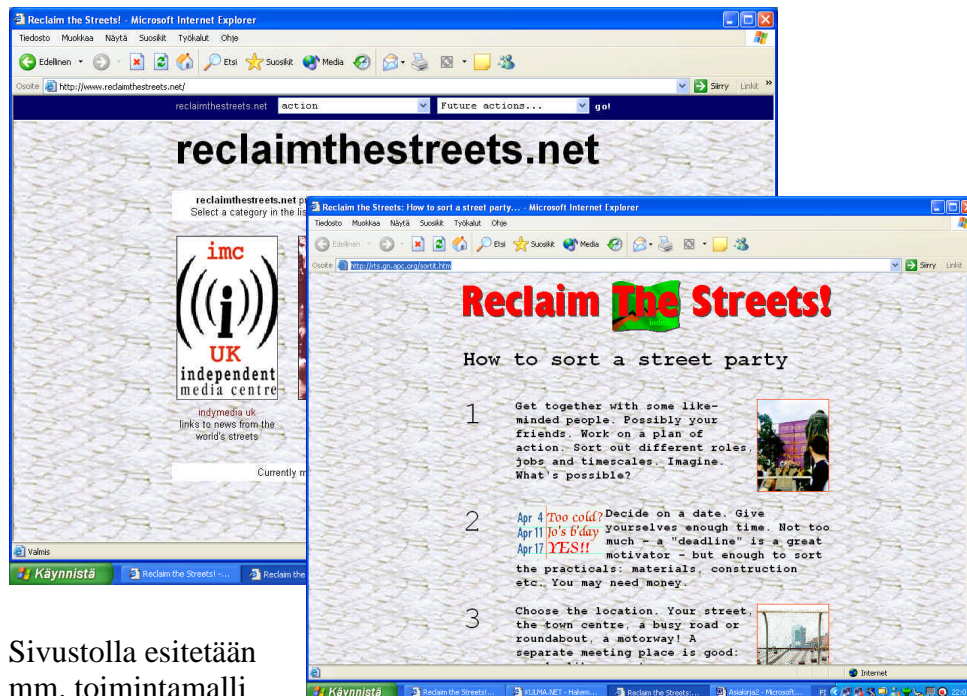 Reclaim the Streets! - Microsoft Internet Explorer
Tiedosto Muokkaa Näytä Suosikit Työkalut Ohje
Edellinen Etsi Suosikit Media
Osoite http://www.reclaimthestreets.net/ Siirry Linkit »
reclaimthestreets.net action Future actions... go!
reclaimthestreets.net
reclaimthestreets.net
Select a category in the
imc
i
UK
independent
media centre
indymedia uk
links to news from the
world's streets
Currently
Valmis
Käynnistä Reclaim the Streets! -... Reclaim the
Reclaim the Streets: How to sort a street party... - Microsoft Internet Explorer
Tiedosto Muokkaa Näytä Suosikit Työkalut Ohje
Edellinen Etsi Suosikit Media
Osoite http://rts.gn.apc.org/sortit.htm Siirry Linkit
Reclaim The Streets!
How to sort a street party
1 Get together with some like-
minded people. Possibly your
friends. Work on a plan of
action. Sort out different roles,
jobs and timescales. Imagine.
What's possible?
2 Apr 4 Too cold? Decide on a date. Give
Apr 11 Jo's b'day yourselves enough time. Not too
Apr 17 YES!! much - a "deadline" is a great
motivator - but enough to sort
the practicals: materials, construction
etc. You may need money.
3 Choose the location. Your street,
the town centre, a busy road or
roundabout, a motorway! A
separate meeting place is good:
Internet
Käynnistä Reclaim the Streets!... KULMA.NET - Hakem... Reclaim the Streets:... Asiakirja2 - Microsoft... FI
Sivustolla esitetään
mm. toimintamalli